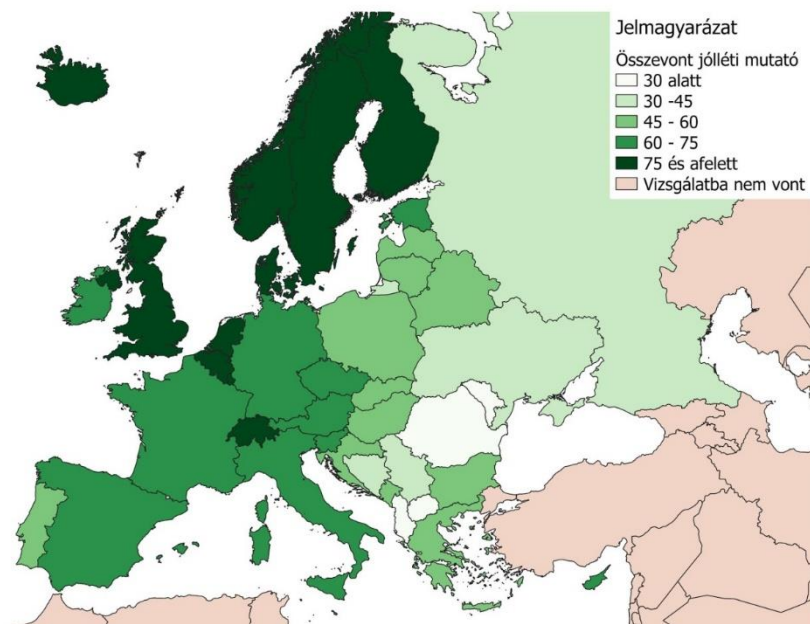 Jelmagyarázat
Összevont jólléti mutató
30 alatt
30 -45
45 - 60
60 - 75
75 és afelett
Vizsgálatba nem vont